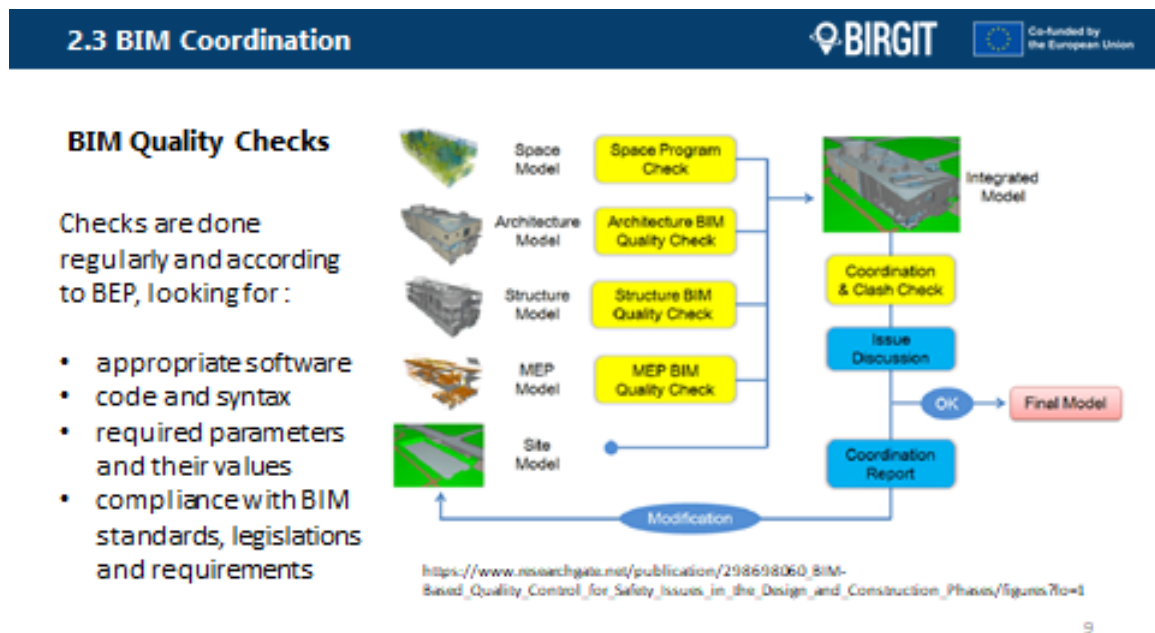 2.3 BIM Coordination
BIRGIT
Co-funded by
the European Union
BIM Quality Checks
Checks are done
regularly and according
to BEP, looking for :
• appropriate software
• code and syntax
• required parameters
and their values
• compliance with BIM
standards, legislations
and requirements
Space
Model
Space Program
Check
Architecture
Model
Architecture BIM
Quality Check
Structure
Model
Structure BIM
Quality Check
MEP
Model
MEP BIM
Quality Check
Site
Model
Integrated
Model
Coordination
& Clash Check
Issue
Discussion
OK
Final Model
Coordination
Report
Modification
https://www.researchgate.net/publication/298698060_BIM-
Based_Quality_Control_for_Safety_Issues_in_the_Design_and_Construction_Phases/figures?lo=1
9